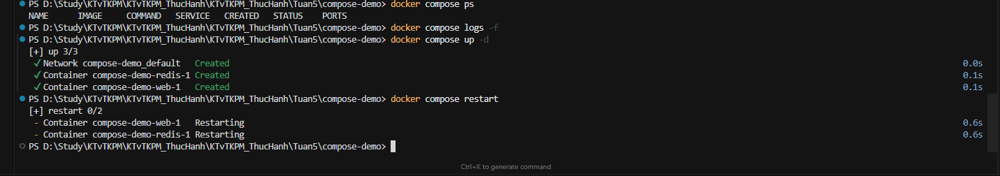 PS D:\Study\KTvTKPM\KTvTKPM_ThucHanh\KTvTKPM_ThucHanh\Tuan5\compose-demo> docker compose ps
NAME      IMAGE     COMMAND   SERVICE   CREATED   STATUS    PORTS
PS D:\Study\KTvTKPM\KTvTKPM_ThucHanh\KTvTKPM_ThucHanh\Tuan5\compose-demo> docker compose logs -f
PS D:\Study\KTvTKPM\KTvTKPM_ThucHanh\KTvTKPM_ThucHanh\Tuan5\compose-demo> docker compose up -d
[+] up 3/3
✓ Network compose-demo_default   Created 0.0s
✓ Container compose-demo-redis-1 Created 0.1s
✓ Container compose-demo-web-1   Created 0.1s
PS D:\Study\KTvTKPM\KTvTKPM_ThucHanh\KTvTKPM_ThucHanh\Tuan5\compose-demo> docker compose restart
[+] restart 0/2
- Container compose-demo-web-1   Restarting 0.6s
- Container compose-demo-redis-1 Restarting 0.6s
PS D:\Study\KTvTKPM\KTvTKPM_ThucHanh\KTvTKPM_ThucHanh\Tuan5\compose-demo>
Ctrl+K to generate command